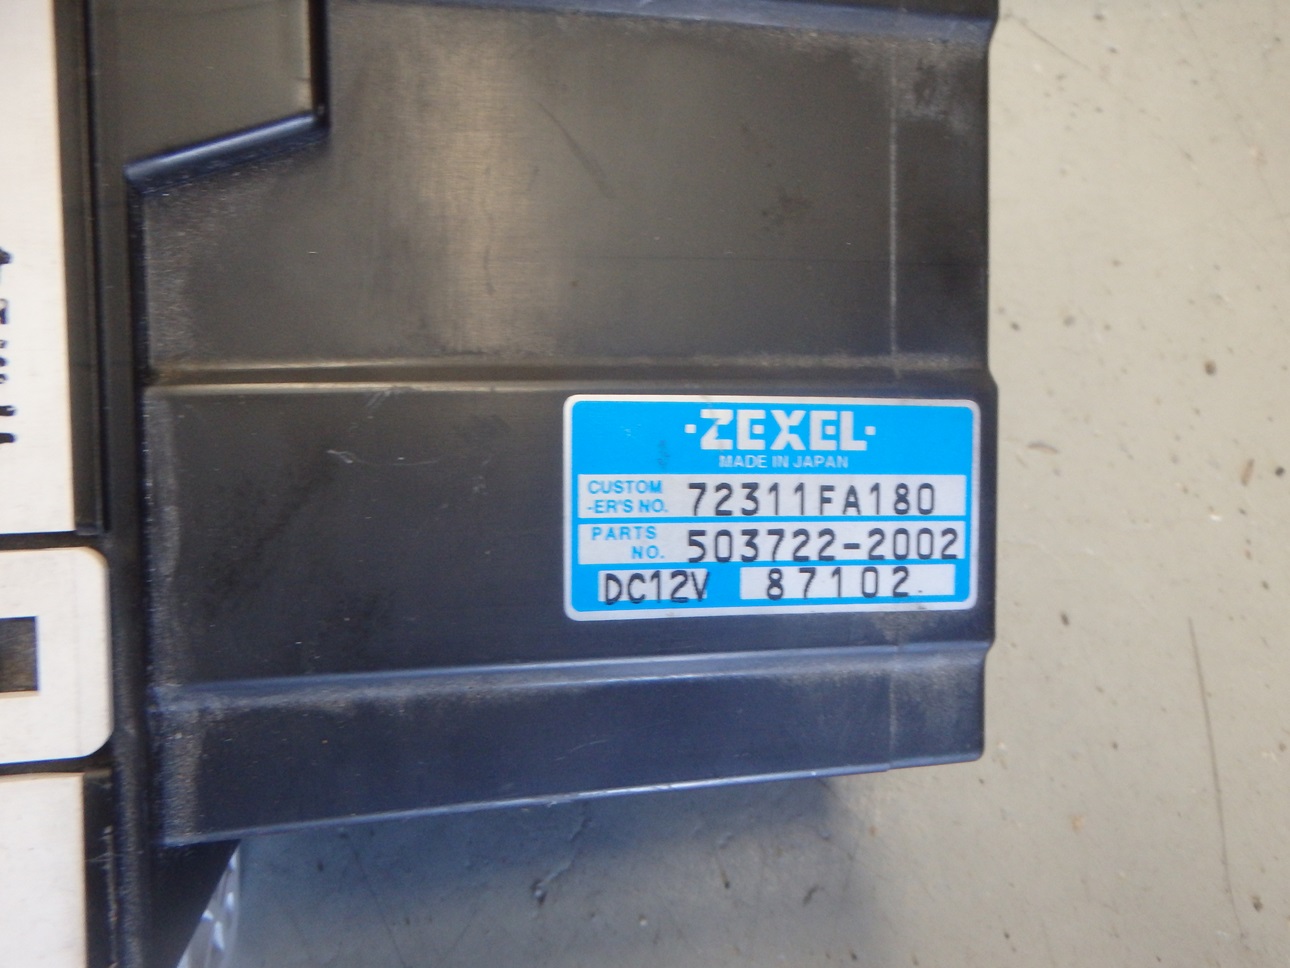 ·ZEXEL·
MADE IN JAPAN
CUSTOM
-ER'S NO. 72311FA180
PARTS
NO. 503722-2002
DC12V 87102.